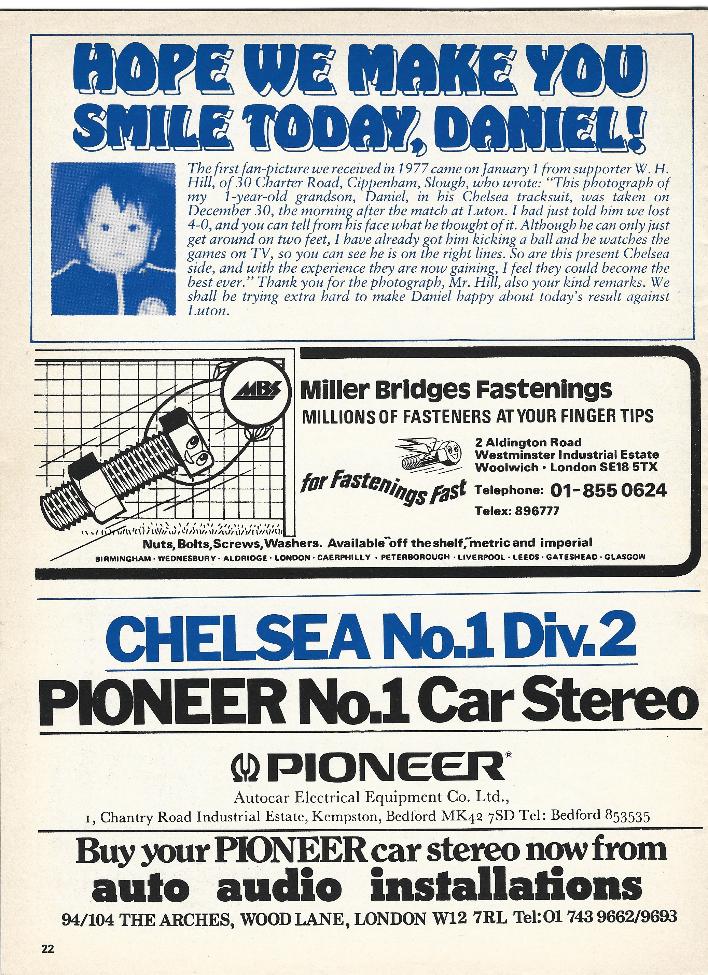 HOPE WE MAKE YOU
SMILE TODAY, DANIEL!
The first fan-picture we received in 1977 came on January 1 from supporter W. H.
Hill, of 30 Charter Road, Cippenham, Slough, who wrote: "This photograph of
my 1-year-old grandson, Daniel, in his Chelsea tracksuit, was taken on
December 30, the morning after the match at Luton. I had just told him we lost
4-0, and you can tell from his face what he thought of it. Although he can only just
get around on two feet, I have already got him kicking a ball and he watches the
games on TV, so you can see he is on the right lines. So are this present Chelsea
side, and with the experience they are now gaining, I feel they could become the
best ever." Thank you for the photograph, Mr. Hill, also your kind remarks. We
shall be trying extra hard to make Daniel happy about today's result against
Luton.
MBS
Miller Bridges Fastenings
MILLIONS OF FASTENERS AT YOUR FINGER TIPS
for Fastenings Fast
2 Aldington Road
Westminster Industrial Estate
Woolwich · London SE18 5TX
Telephone: 01-855 0624
Telex: 896777
Nuts, Bolts, Screws, Washers. Available "off the shelf," metric and imperial
BIRMINGHAM · WEDNESBURY · ALDRIDGE · LONDON · CAERPHILLY · PETERBOROUGH · LIVERPOOL · LEEDS · GATESHEAD · GLASGOW
CHELSEA No.1 Div.2
PIONEER No.1 Car Stereo
PIONEER®
Autocar Electrical Equipment Co. Ltd.,
1, Chantry Road Industrial Estate, Kempston, Bedford MK42 7SD Tel: Bedford 853535
Buy your PIONEER car stereo now from
auto audio installations
94/104 THE ARCHES, WOOD LANE, LONDON W12 7RL Tel: 01 743 9662/9693
22